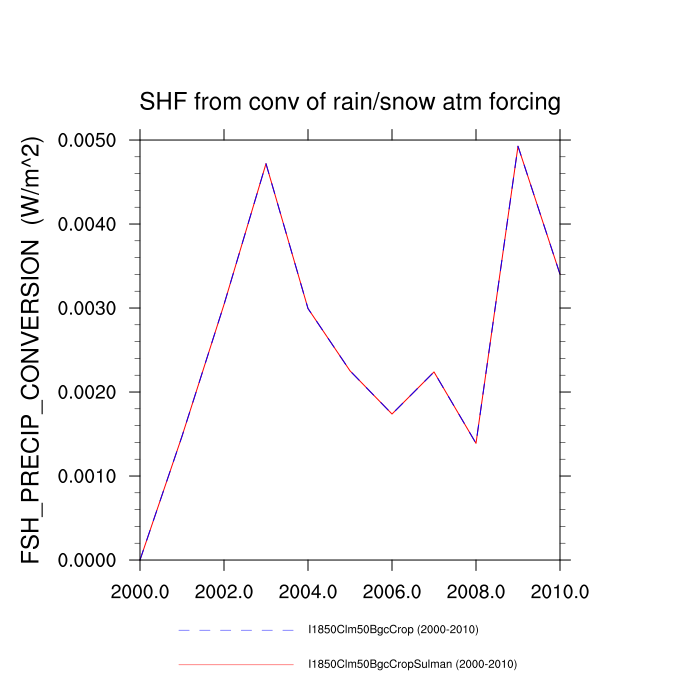 SHF from conv of rain/snow atm forcing
FSH_PRECIP_CONVERSION (W/m^2)
0.0050
0.0040
0.0030
0.0020
0.0010
0.0000
2000.0 2002.0 2004.0 2006.0 2008.0 2010.0
I1850Clm50BgcCrop (2000-2010)
I1850Clm50BgcCropSulman (2000-2010)